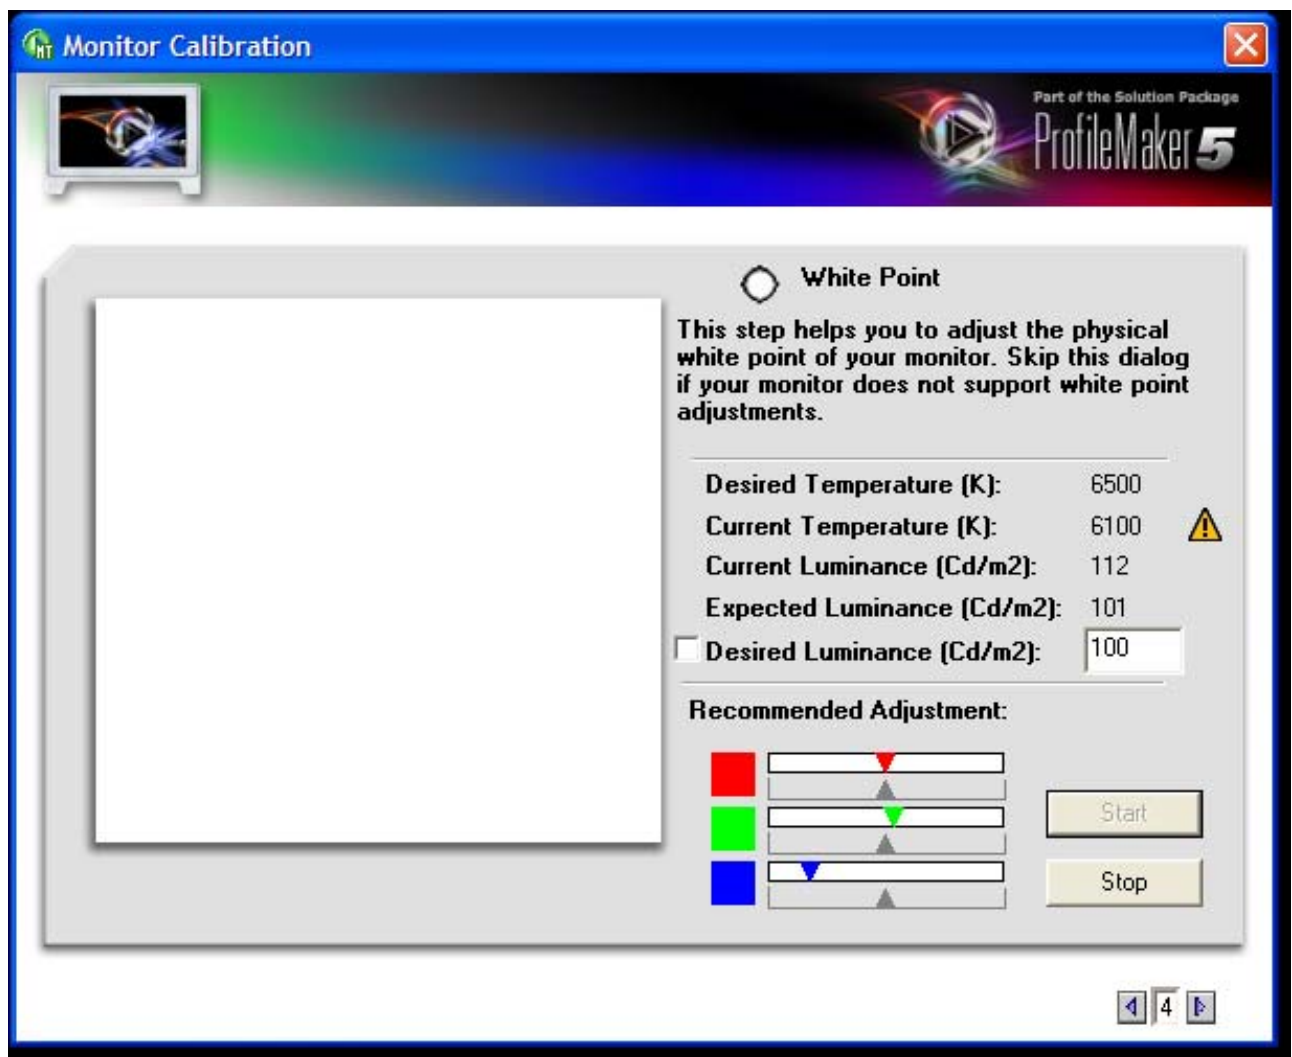 MT Monitor Calibration
Part of the Solution Package
ProfileMaker 5
White Point
This step helps you to adjust the physical
white point of your monitor. Skip this dialog
if your monitor does not support white point
adjustments.
Desired Temperature (K): 6500
Current Temperature (K): 6100
Current Luminance (Cd/m2): 112
Expected Luminance (Cd/m2): 101
Desired Luminance (Cd/m2): 100
Recommended Adjustment:
Start
Stop
4